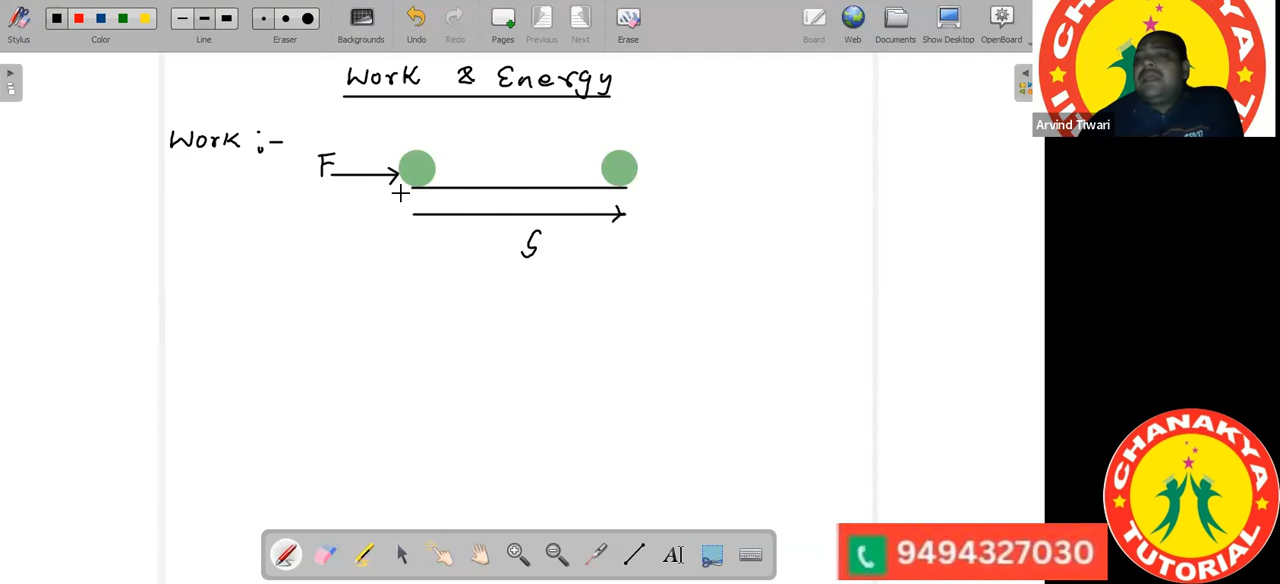 Stylus
Color
Line
Eraser
Backgrounds
Undo
Redo
Pages
Previous
Next
Erase
Board
Web
Documents
Show Desktop
OpenBoard
Work & Energy
Work :-
F
S
Arvind Tiwari
CHANAKYA
TUTORIAL
9494327030